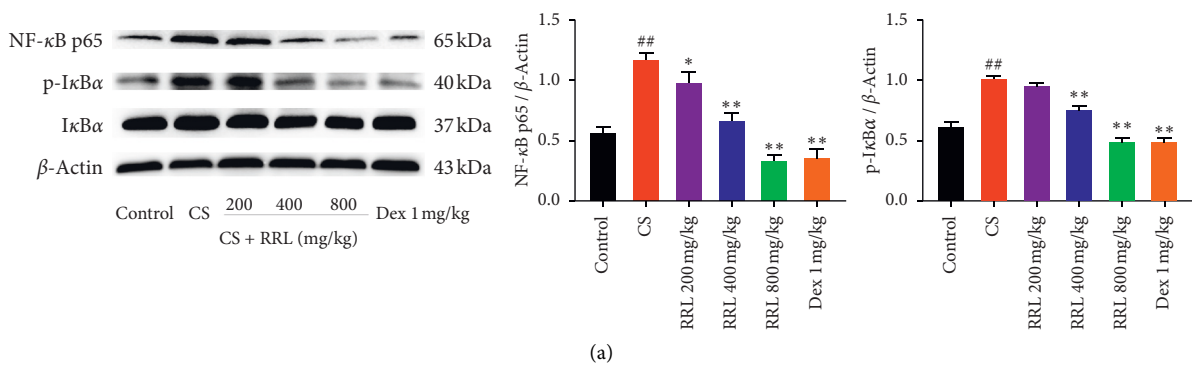 NF-κB p65 65 kDa
p-IκBα 40 kDa
IκBα 37 kDa
β-Actin 43 kDa
Control CS 200 400 800 Dex 1 mg/kg
CS + RRL (mg/kg)
NF-κB p65 / β-Actin
1.5
1.0
0.5
0.0
##
*
**
**
**
Control
CS
RRL 200 mg/kg
RRL 400 mg/kg
RRL 800 mg/kg
Dex 1 mg/kg
p-IκBα / β-Actin
1.5
1.0
0.5
0.0
##
**
**
**
Control
CS
RRL 200 mg/kg
RRL 400 mg/kg
RRL 800 mg/kg
Dex 1 mg/kg
(a)